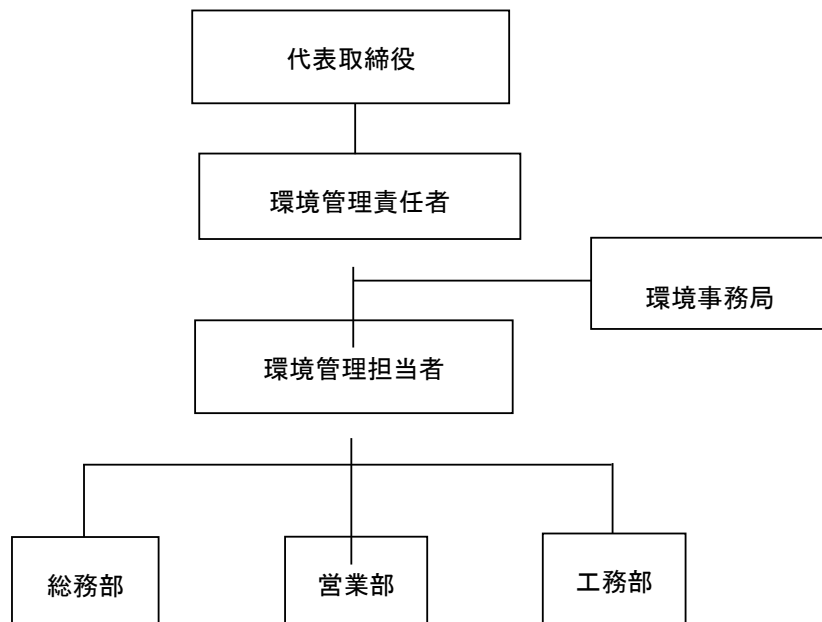 代表取締役
環境管理責任者
環境事務局
環境管理担当者
総務部
営業部
工務部